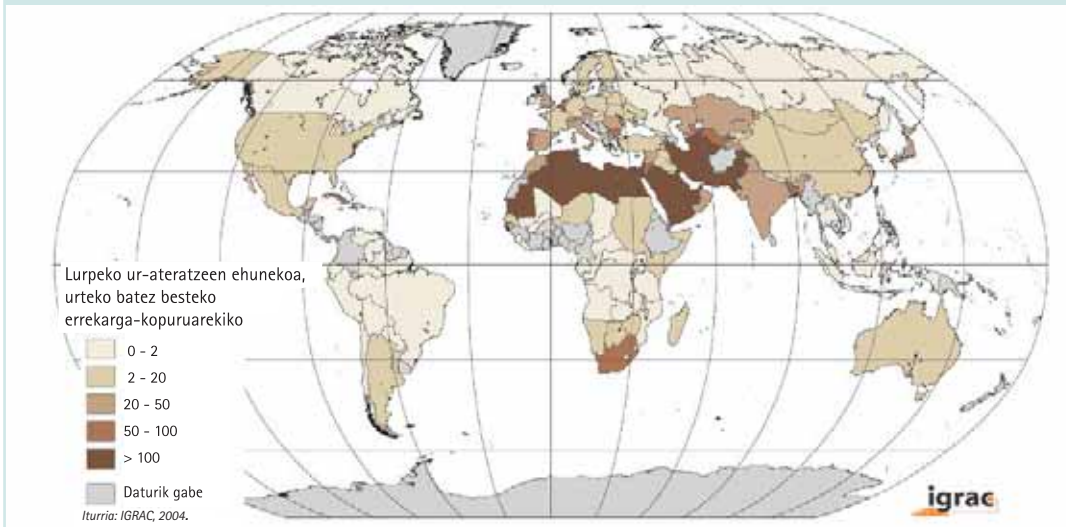 Lurpeko ur-ateratzeen ehunekoa,
urteko batez besteko
errekarga-kopuruarekiko
0 - 2
2 - 20
20 - 50
50 - 100
> 100
Daturik gabe
Iturria: IGRAC, 2004.
igrac